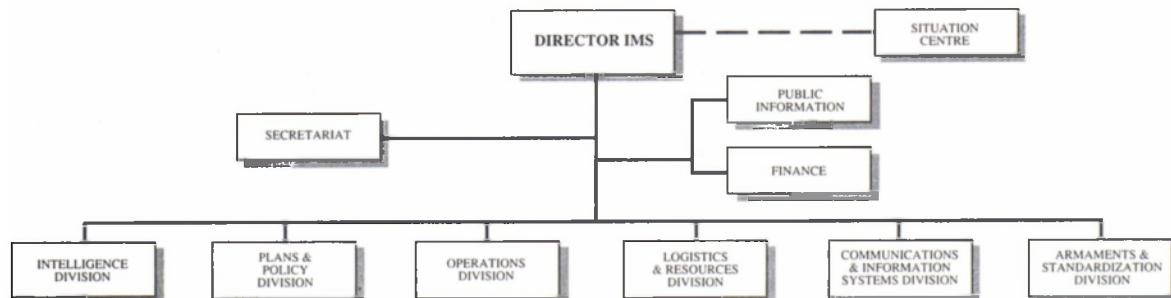 DIRECTOR IMS
SITUATION
CENTRE
PUBLIC
INFORMATION
SECRETARIAT
FINANCE
INTELLIGENCE
DIVISION
PLANS &
POLICY
DIVISION
OPERATIONS
DIVISION
LOGISTICS
& RESOURCES
DIVISION
COMMUNICATIONS
& INFORMATION
SYSTEMS DIVISION
ARMAMENTS &
STANDARDIZATION
DIVISION